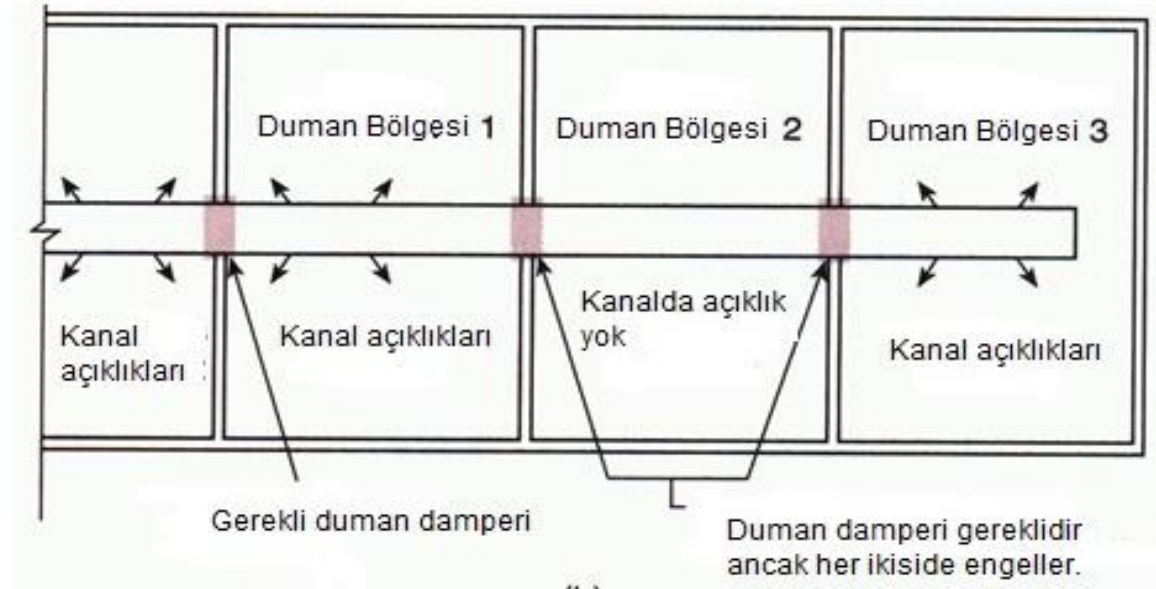 Duman Bölgesi 1
Duman Bölgesi 2
Duman Bölgesi 3
Kanal
açıklıkları
Kanal açıklıkları
Kanalda açıklık
yok
Kanal açıklıkları
Gerekli duman damperi
Duman damperi gereklidir
ancak her ikiside engeller.